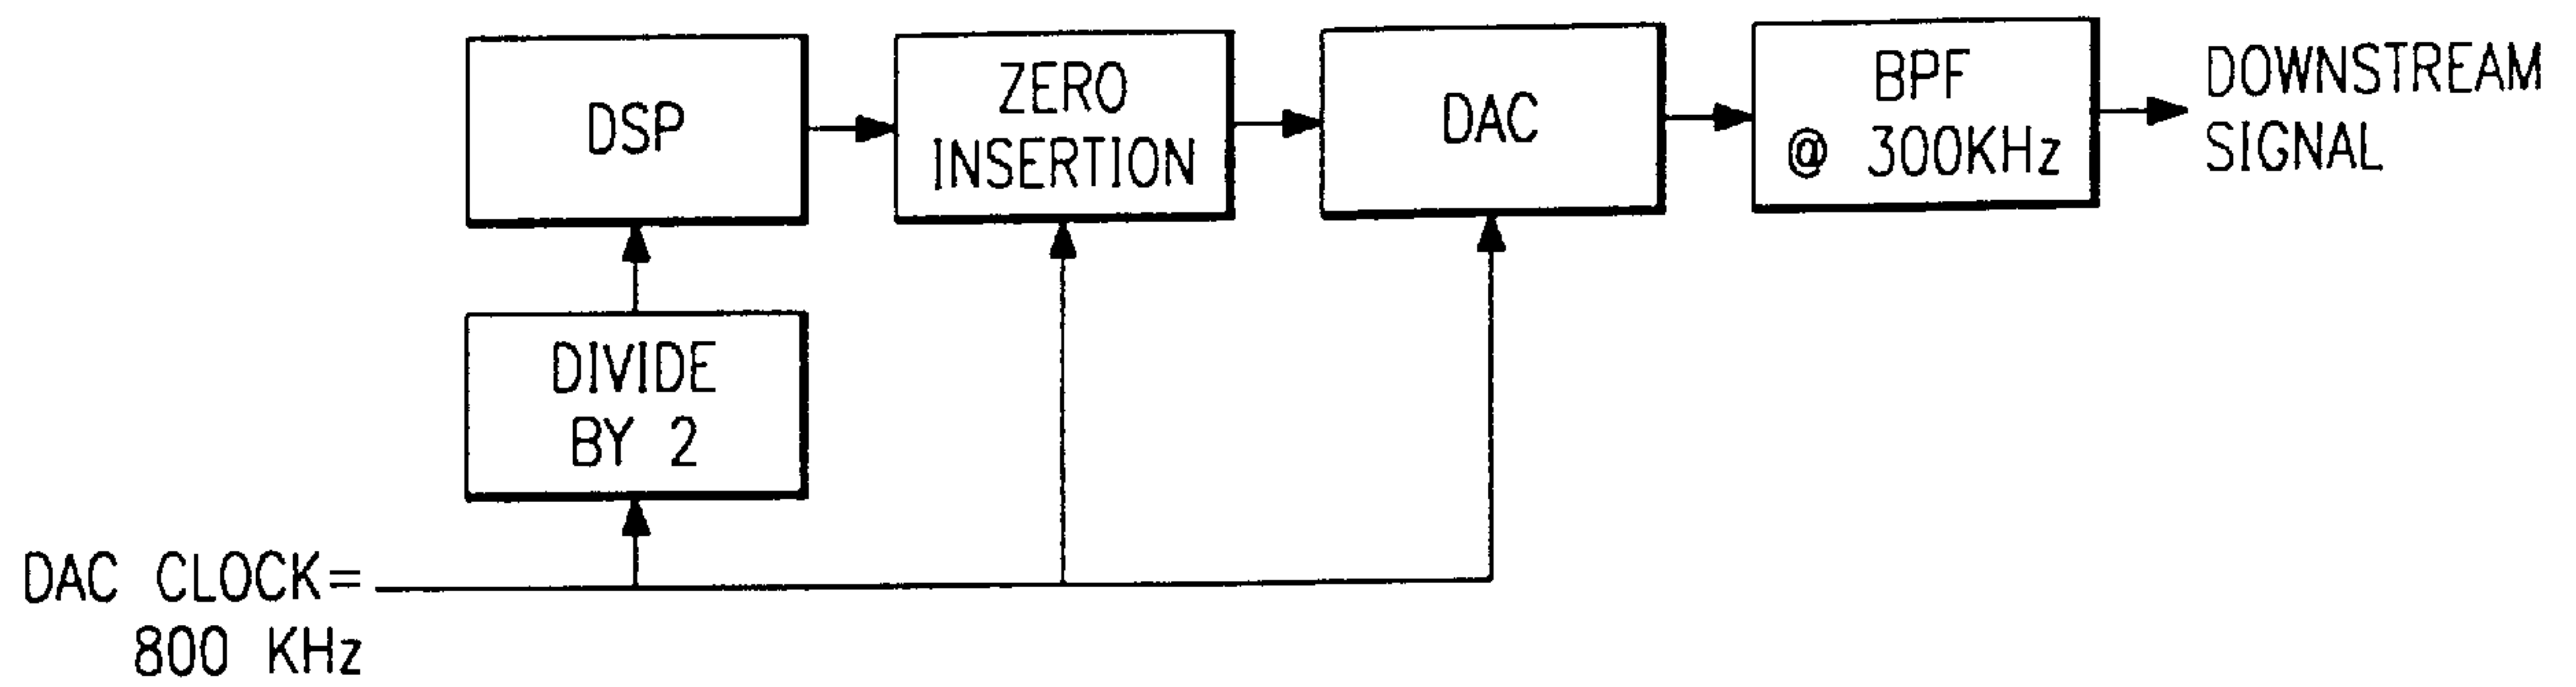 DSP
ZERO
INSERTION
DAC
BPF
@ 300KHz
DOWNSTREAM
SIGNAL
DIVIDE
BY 2
DAC CLOCK=
800 KHz